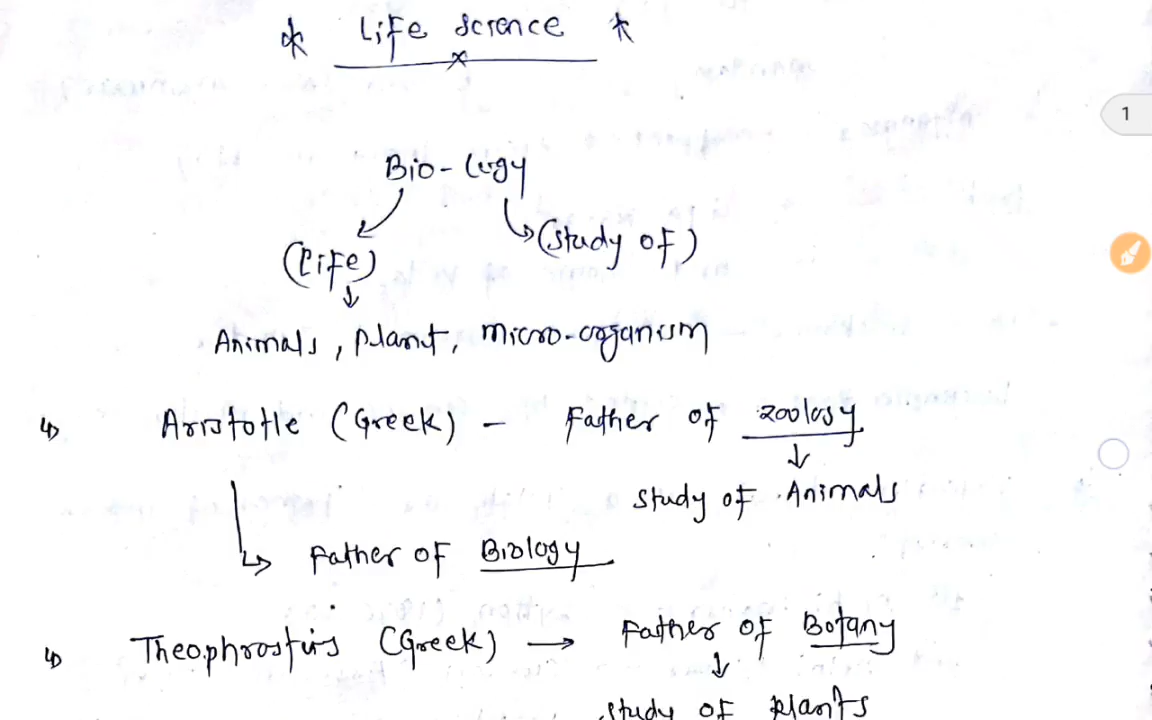 * Life science *
Bio-logy
(Life) (study of)
Animals, plant, micro-organism
Aristotle (Greek) - Father of zoology
study of Animals
Father of Biology
Theophrastus (Greek) → Father of Botany
study of plants
1